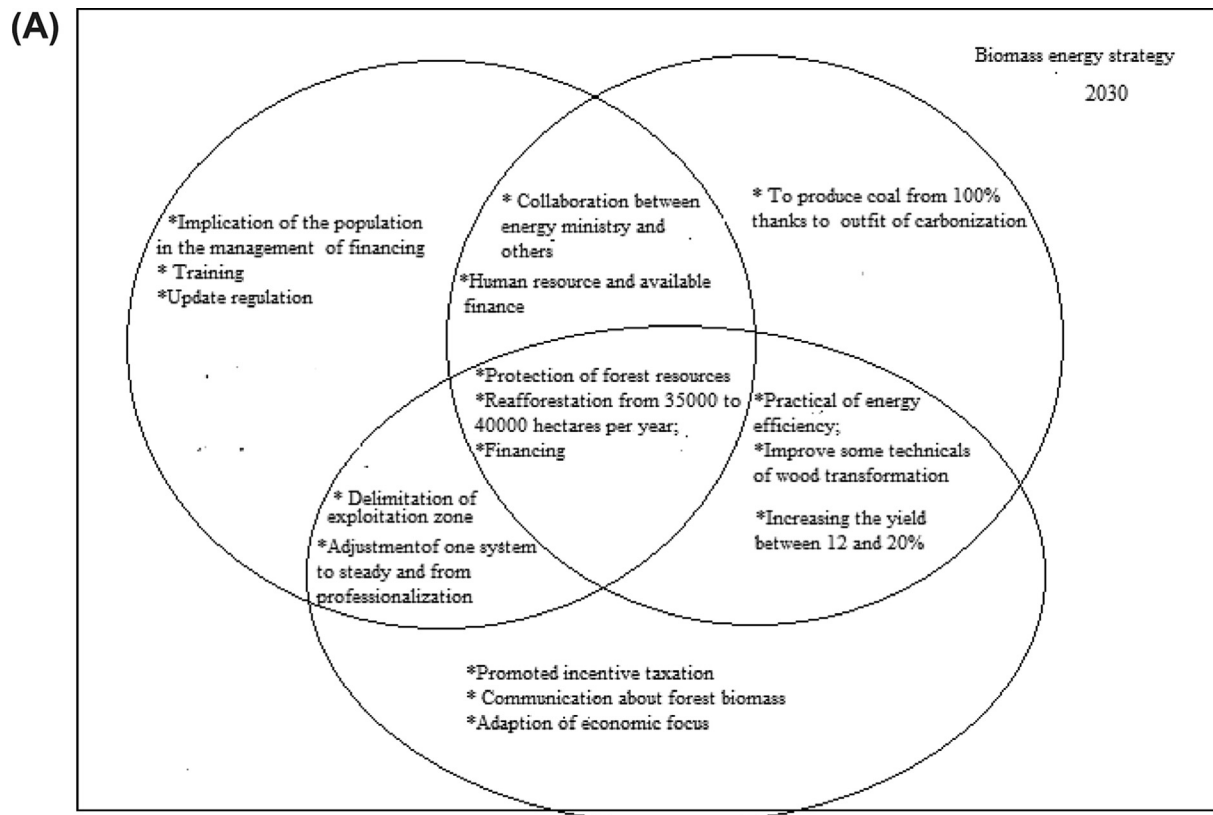 (A)
Biomass energy strategy
2030
*Implication of the population
in the management of financing
* Training
*Update regulation
* Collaboration between
energy ministry and
others
*Human resource and available
finance
* To produce coal from 100%
thanks to outfit of carbonization
*Protection of forest resources
*Reafforestation from 35000 to
40000 hectares per year;
*Financing
*Practical of energy
efficiency;
*Improve some technicals
of wood transformation
*Increasing the yield
between 12 and 20%
* Delimitation of
exploitation zone
*Adjustmentof one system
to steady and from
professionalization
*Promoted incentive taxation
* Communication about forest biomass
*Adaption of economic focus